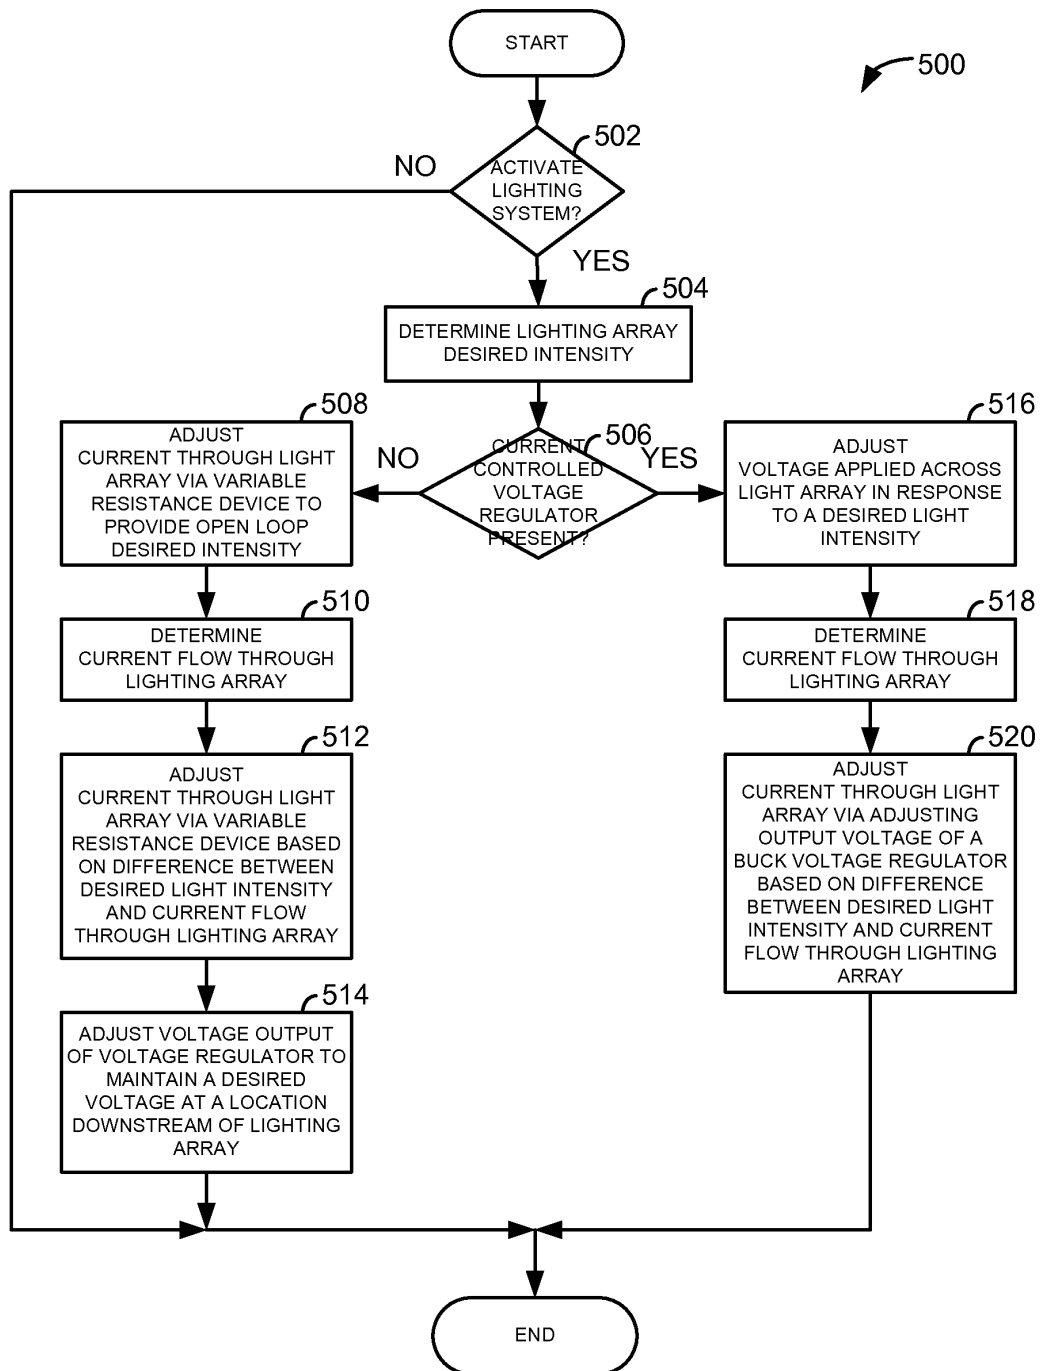 START
500
502
NO
ACTIVATE
LIGHTING
SYSTEM?
YES
504
DETERMINE LIGHTING ARRAY
DESIRED INTENSITY
506
CURRENT
CONTROLLED
VOLTAGE
REGULATOR
PRESENT?
NO
YES
508
ADJUST
CURRENT THROUGH LIGHT
ARRAY VIA VARIABLE
RESISTANCE DEVICE TO
PROVIDE OPEN LOOP
DESIRED INTENSITY
510
DETERMINE
CURRENT FLOW THROUGH
LIGHTING ARRAY
512
ADJUST
CURRENT THROUGH LIGHT
ARRAY VIA VARIABLE
RESISTANCE DEVICE BASED
ON DIFFERENCE BETWEEN
DESIRED LIGHT INTENSITY
AND CURRENT FLOW
THROUGH LIGHTING ARRAY
514
ADJUST VOLTAGE OUTPUT
OF VOLTAGE REGULATOR TO
MAINTAIN A DESIRED
VOLTAGE AT A LOCATION
DOWNSTREAM OF LIGHTING
ARRAY
516
ADJUST
VOLTAGE APPLIED ACROSS
LIGHT ARRAY IN RESPONSE
TO A DESIRED LIGHT
INTENSITY
518
DETERMINE
CURRENT FLOW THROUGH
LIGHTING ARRAY
520
ADJUST
CURRENT THROUGH LIGHT
ARRAY VIA ADJUSTING
OUTPUT VOLTAGE OF A
BUCK VOLTAGE REGULATOR
BASED ON DIFFERENCE
BETWEEN DESIRED LIGHT
INTENSITY AND CURRENT
FLOW THROUGH LIGHTING
ARRAY
END